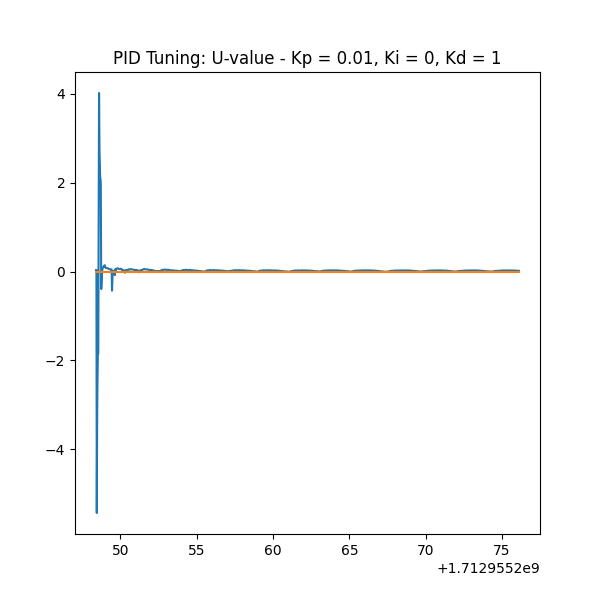 PID Tuning: U-value - Kp = 0.01, Ki = 0, Kd = 1
4
2
0
−2
−4
50 55 60 65 70 75
+1.7129552e9